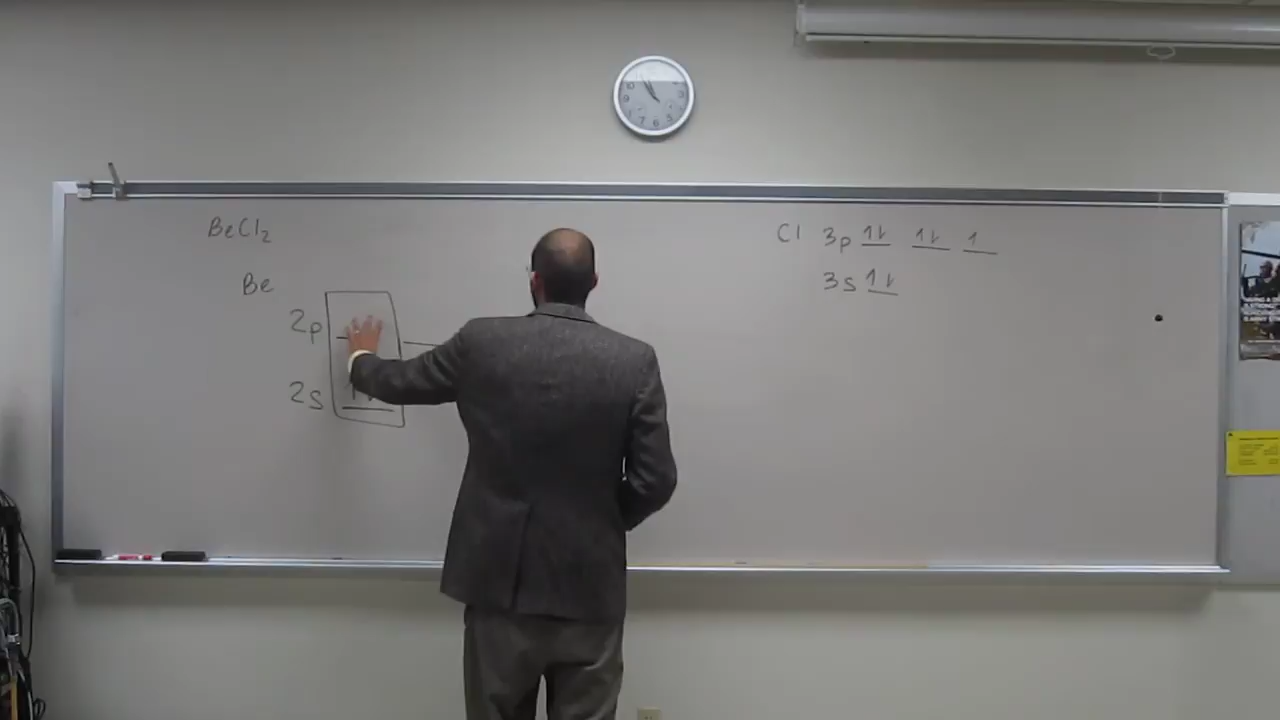 BeCl2
Be
2p
2s
Cl 3p 1⇂ 1⇂ 1
3s 1⇂